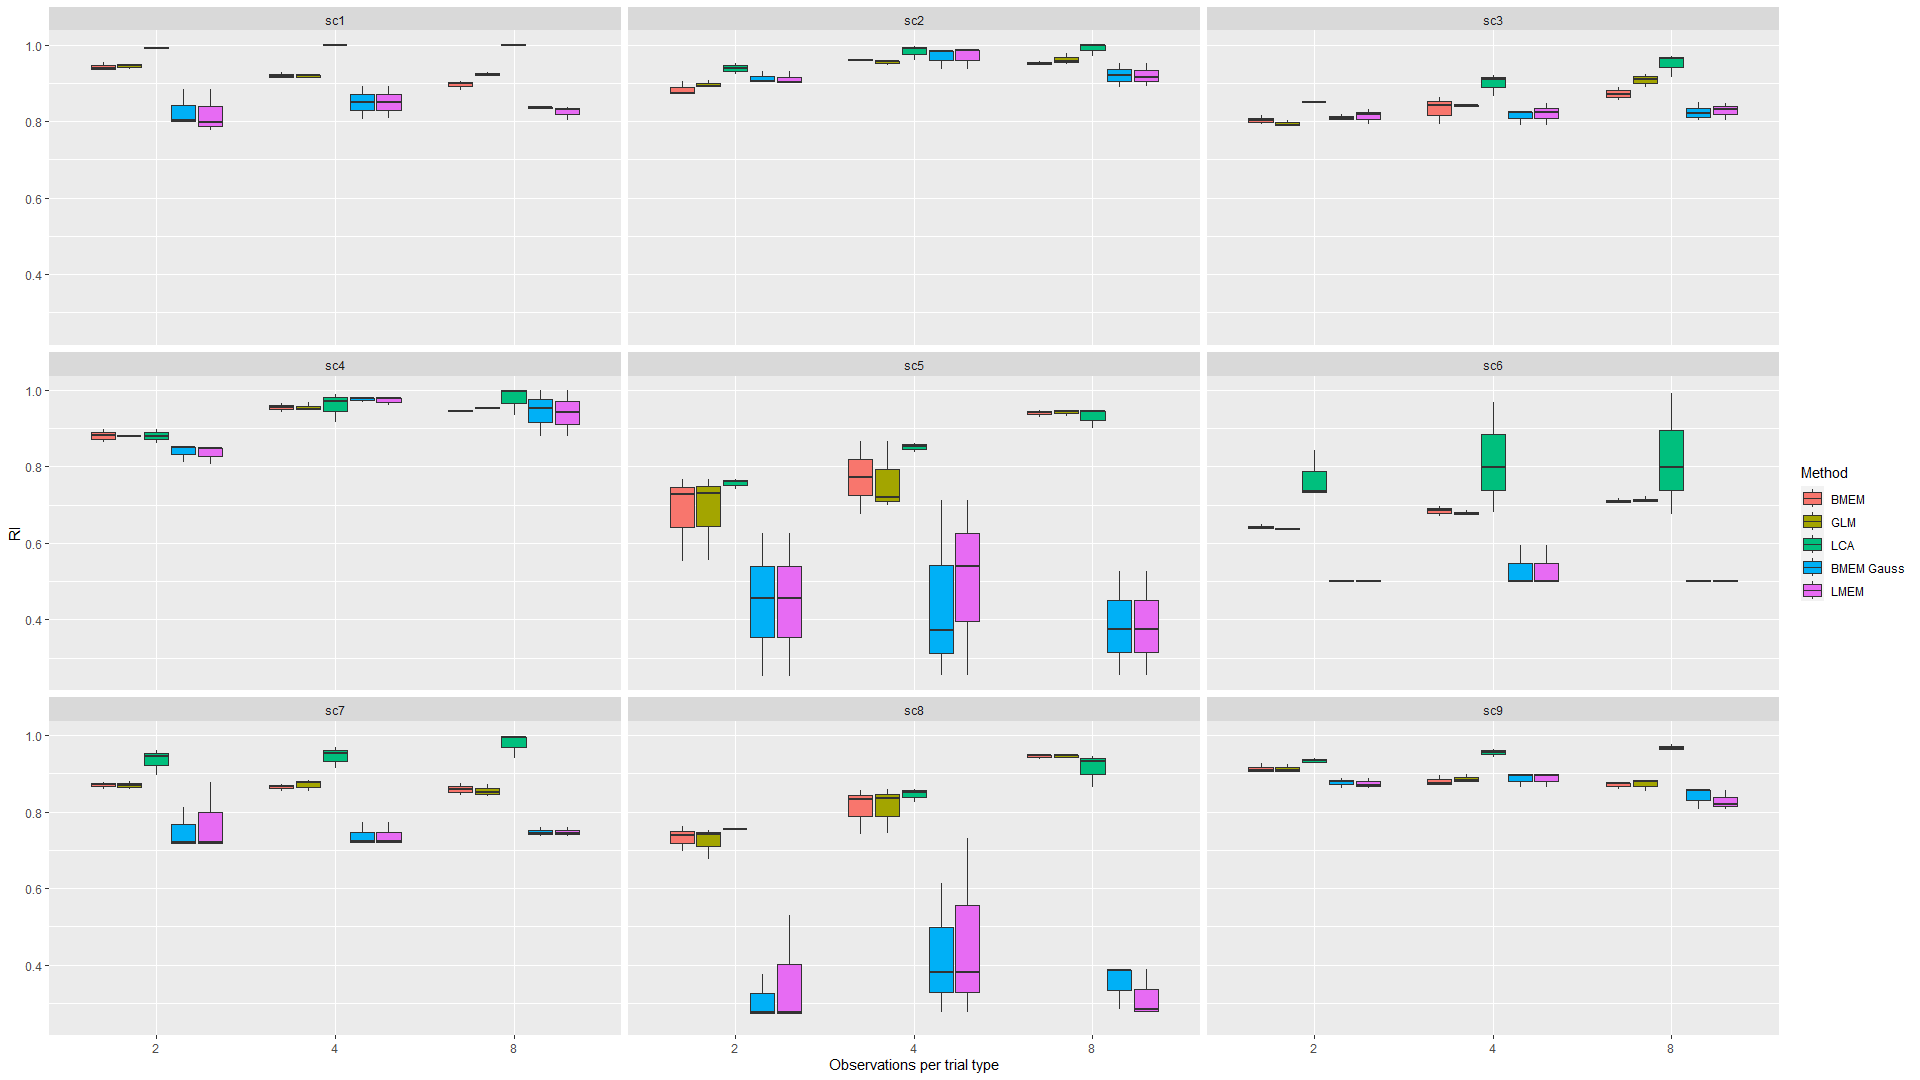 sc1
sc2
sc3
1.0
0.8
0.6
0.4
sc4
sc5
sc6
1.0
0.8
0.6
0.4
sc7
sc8
sc9
1.0
0.8
0.6
0.4
2
4
8
2
4
8
2
4
8
Observations per trial type
RI
Method
BMEM
GLM
LCA
BMEM Gauss
LMEM